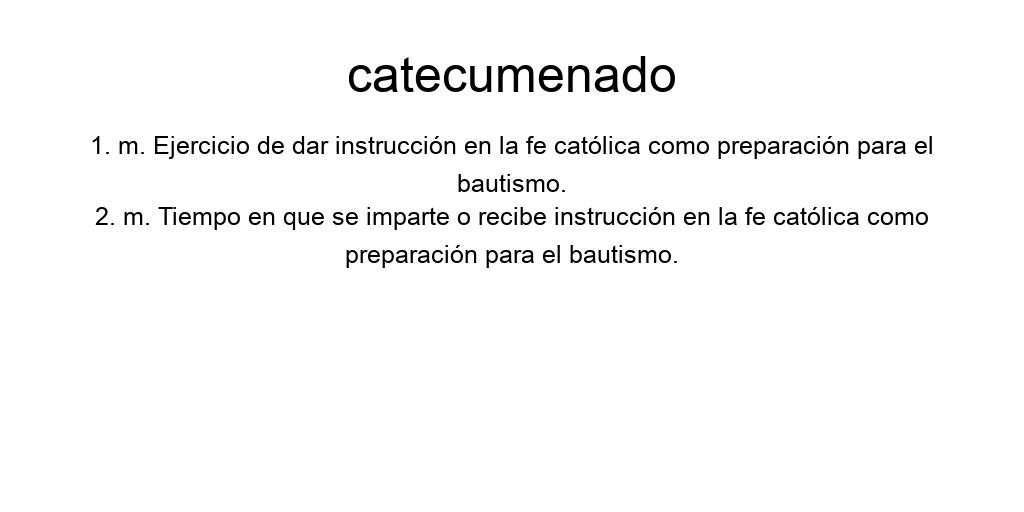 catecumenado
1. m. Ejercicio de dar instrucción en la fe católica como preparación para el
bautismo.
2. m. Tiempo en que se imparte o recibe instrucción en la fe católica como
preparación para el bautismo.